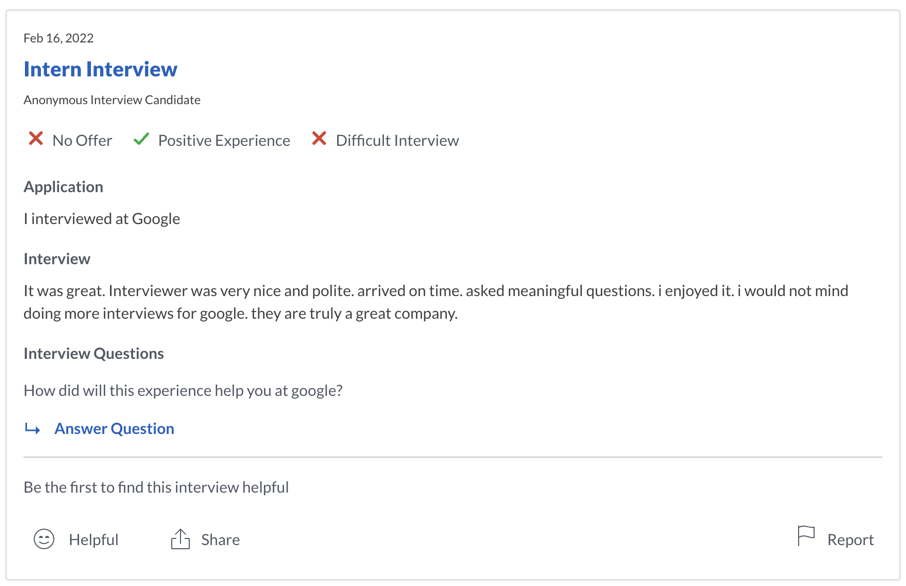 Feb 16, 2022
Intern Interview
Anonymous Interview Candidate
No Offer Positive Experience Difficult Interview
Application
I interviewed at Google
Interview
It was great. Interviewer was very nice and polite. arrived on time. asked meaningful questions. i enjoyed it. i would not mind
doing more interviews for google. they are truly a great company.
Interview Questions
How did will this experience help you at google?
Answer Question
Be the first to find this interview helpful
Helpful Share Report